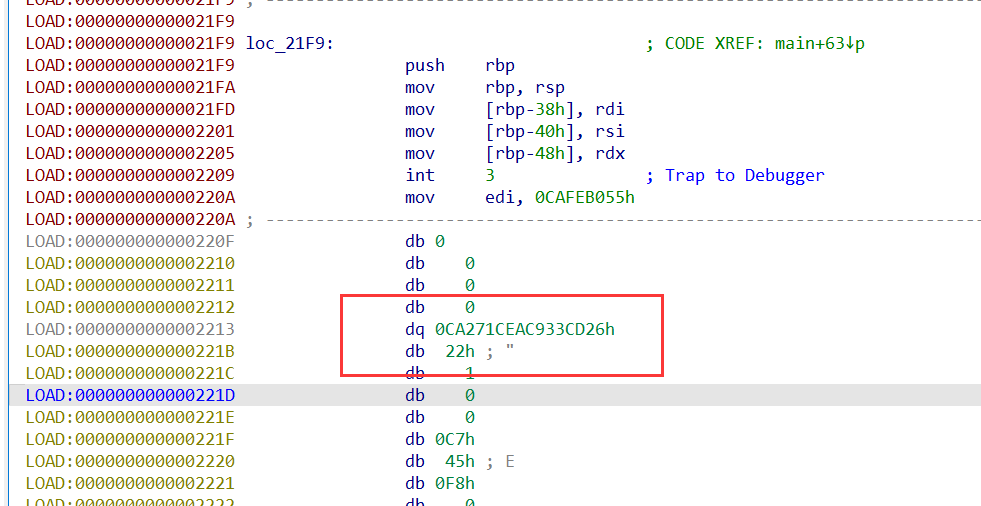 LOAD:00000000000021F9 ; ---------------------------------------------------------------------------
LOAD:00000000000021F9
LOAD:00000000000021F9 loc_21F9: ; CODE XREF: main+63↓p
LOAD:00000000000021F9 push rbp
LOAD:00000000000021FA mov rbp, rsp
LOAD:00000000000021FD mov [rbp-38h], rdi
LOAD:0000000000002201 mov [rbp-40h], rsi
LOAD:0000000000002205 mov [rbp-48h], rdx
LOAD:0000000000002209 int 3 ; Trap to Debugger
LOAD:000000000000220A mov edi, 0CAFEB055h
LOAD:000000000000220A ; ---------------------------------------------------------------------------
LOAD:000000000000220F db 0
LOAD:0000000000002210 db 0
LOAD:0000000000002211 db 0
LOAD:0000000000002212 db 0
LOAD:0000000000002213 dq 0CA271CEAC933CD26h
LOAD:000000000000221B db 22h ; "
LOAD:000000000000221C db 1
LOAD:000000000000221D db 0
LOAD:000000000000221E db 0
LOAD:000000000000221F db 0C7h
LOAD:0000000000002220 db 45h ; E
LOAD:0000000000002221 db 0F8h
LOAD:0000000000002222 db 0